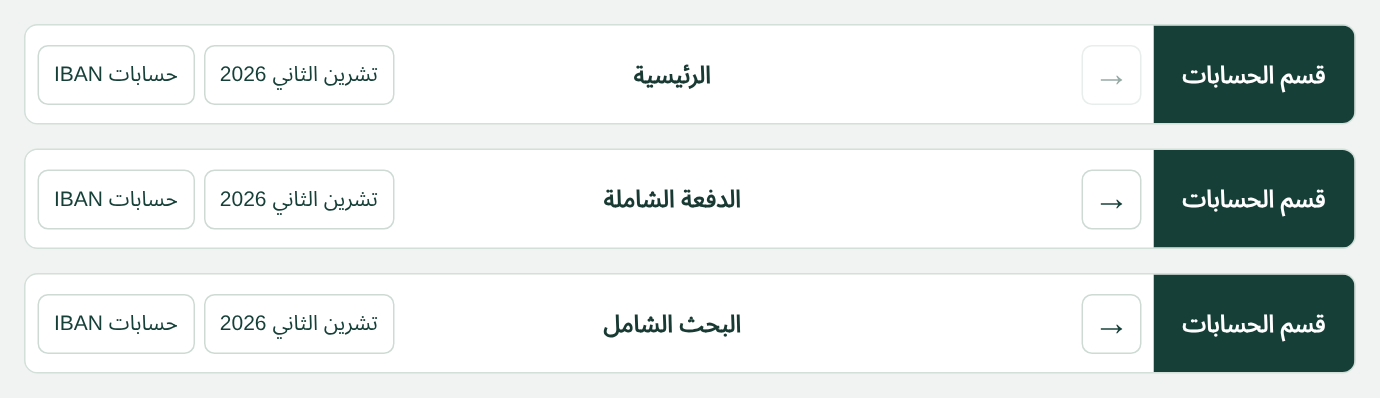 قسم الحسابات → الرئيسية تشرين الثاني 2026 حسابات IBAN
قسم الحسابات → الدفعة الشاملة تشرين الثاني 2026 حسابات IBAN
قسم الحسابات → البحث الشامل تشرين الثاني 2026 حسابات IBAN